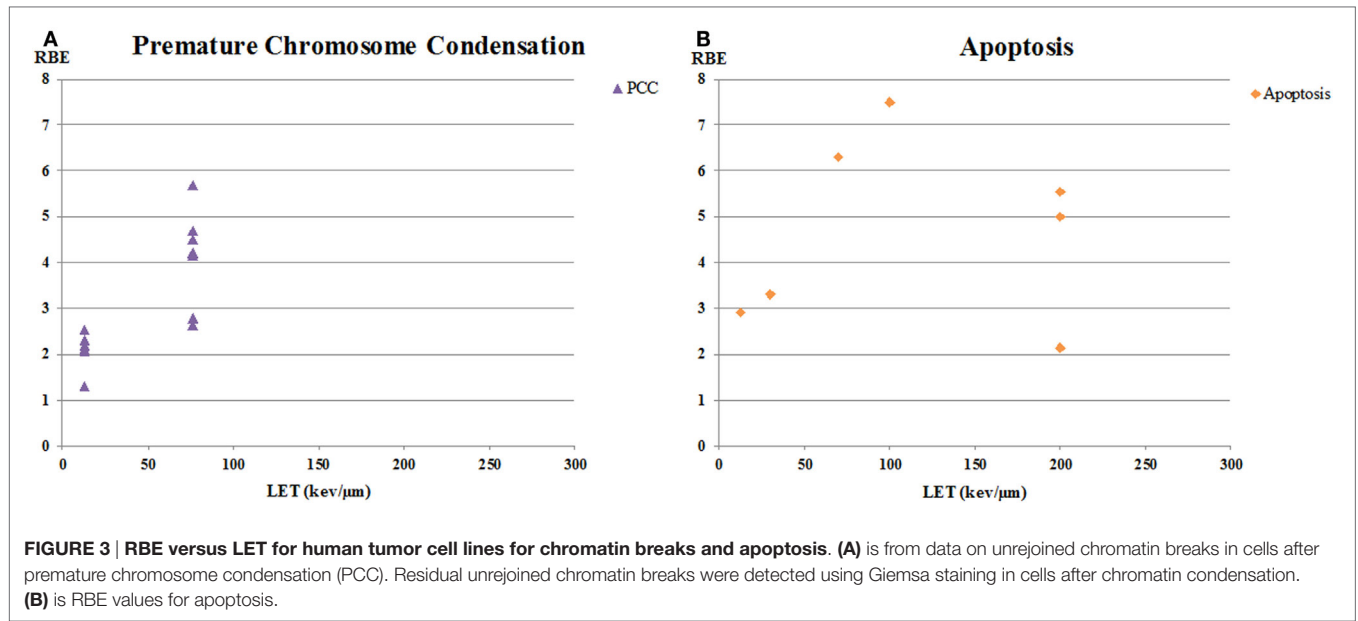 A
RBE
Premature Chromosome Condensation
8
7
6
5
4
3
2
1
0
0 50 100 150 200 250 300
LET (kev/µm)
PCC
B
RBE
Apoptosis
8
7
6
5
4
3
2
1
0
0 50 100 150 200 250 300
LET (kev/µm)
Apoptosis
FIGURE 3 | RBE versus LET for human tumor cell lines for chromatin breaks and apoptosis. (A) is from data on unrejoined chromatin breaks in cells after
premature chromosome condensation (PCC). Residual unrejoined chromatin breaks were detected using Giemsa staining in cells after chromatin condensation.
(B) is RBE values for apoptosis.